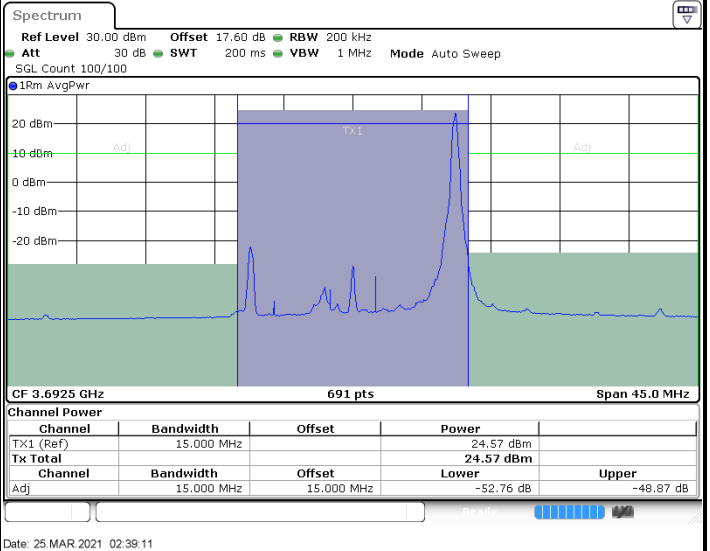 Spectrum
Ref Level 30.00 dBm Offset 17.60 dB RBW 200 kHz
Att 30 dB SWT 200 ms VBW 1 MHz Mode Auto Sweep
SGL Count 100/100
1Rm AvgPwr
20 dBm
TX1
Adj Adj
10 dBm
0 dBm
-10 dBm
-20 dBm
CF 3.6925 GHz 691 pts Span 45.0 MHz
Channel Power
Channel Bandwidth Offset Power
TX1 (Ref) 15.000 MHz 24.57 dBm
Tx Total 24.57 dBm
Channel Bandwidth Offset Lower Upper
Adj 15.000 MHz 15.000 MHz -52.76 dB -48.87 dB
Ready
Date: 25.MAR.2021 02:39:11